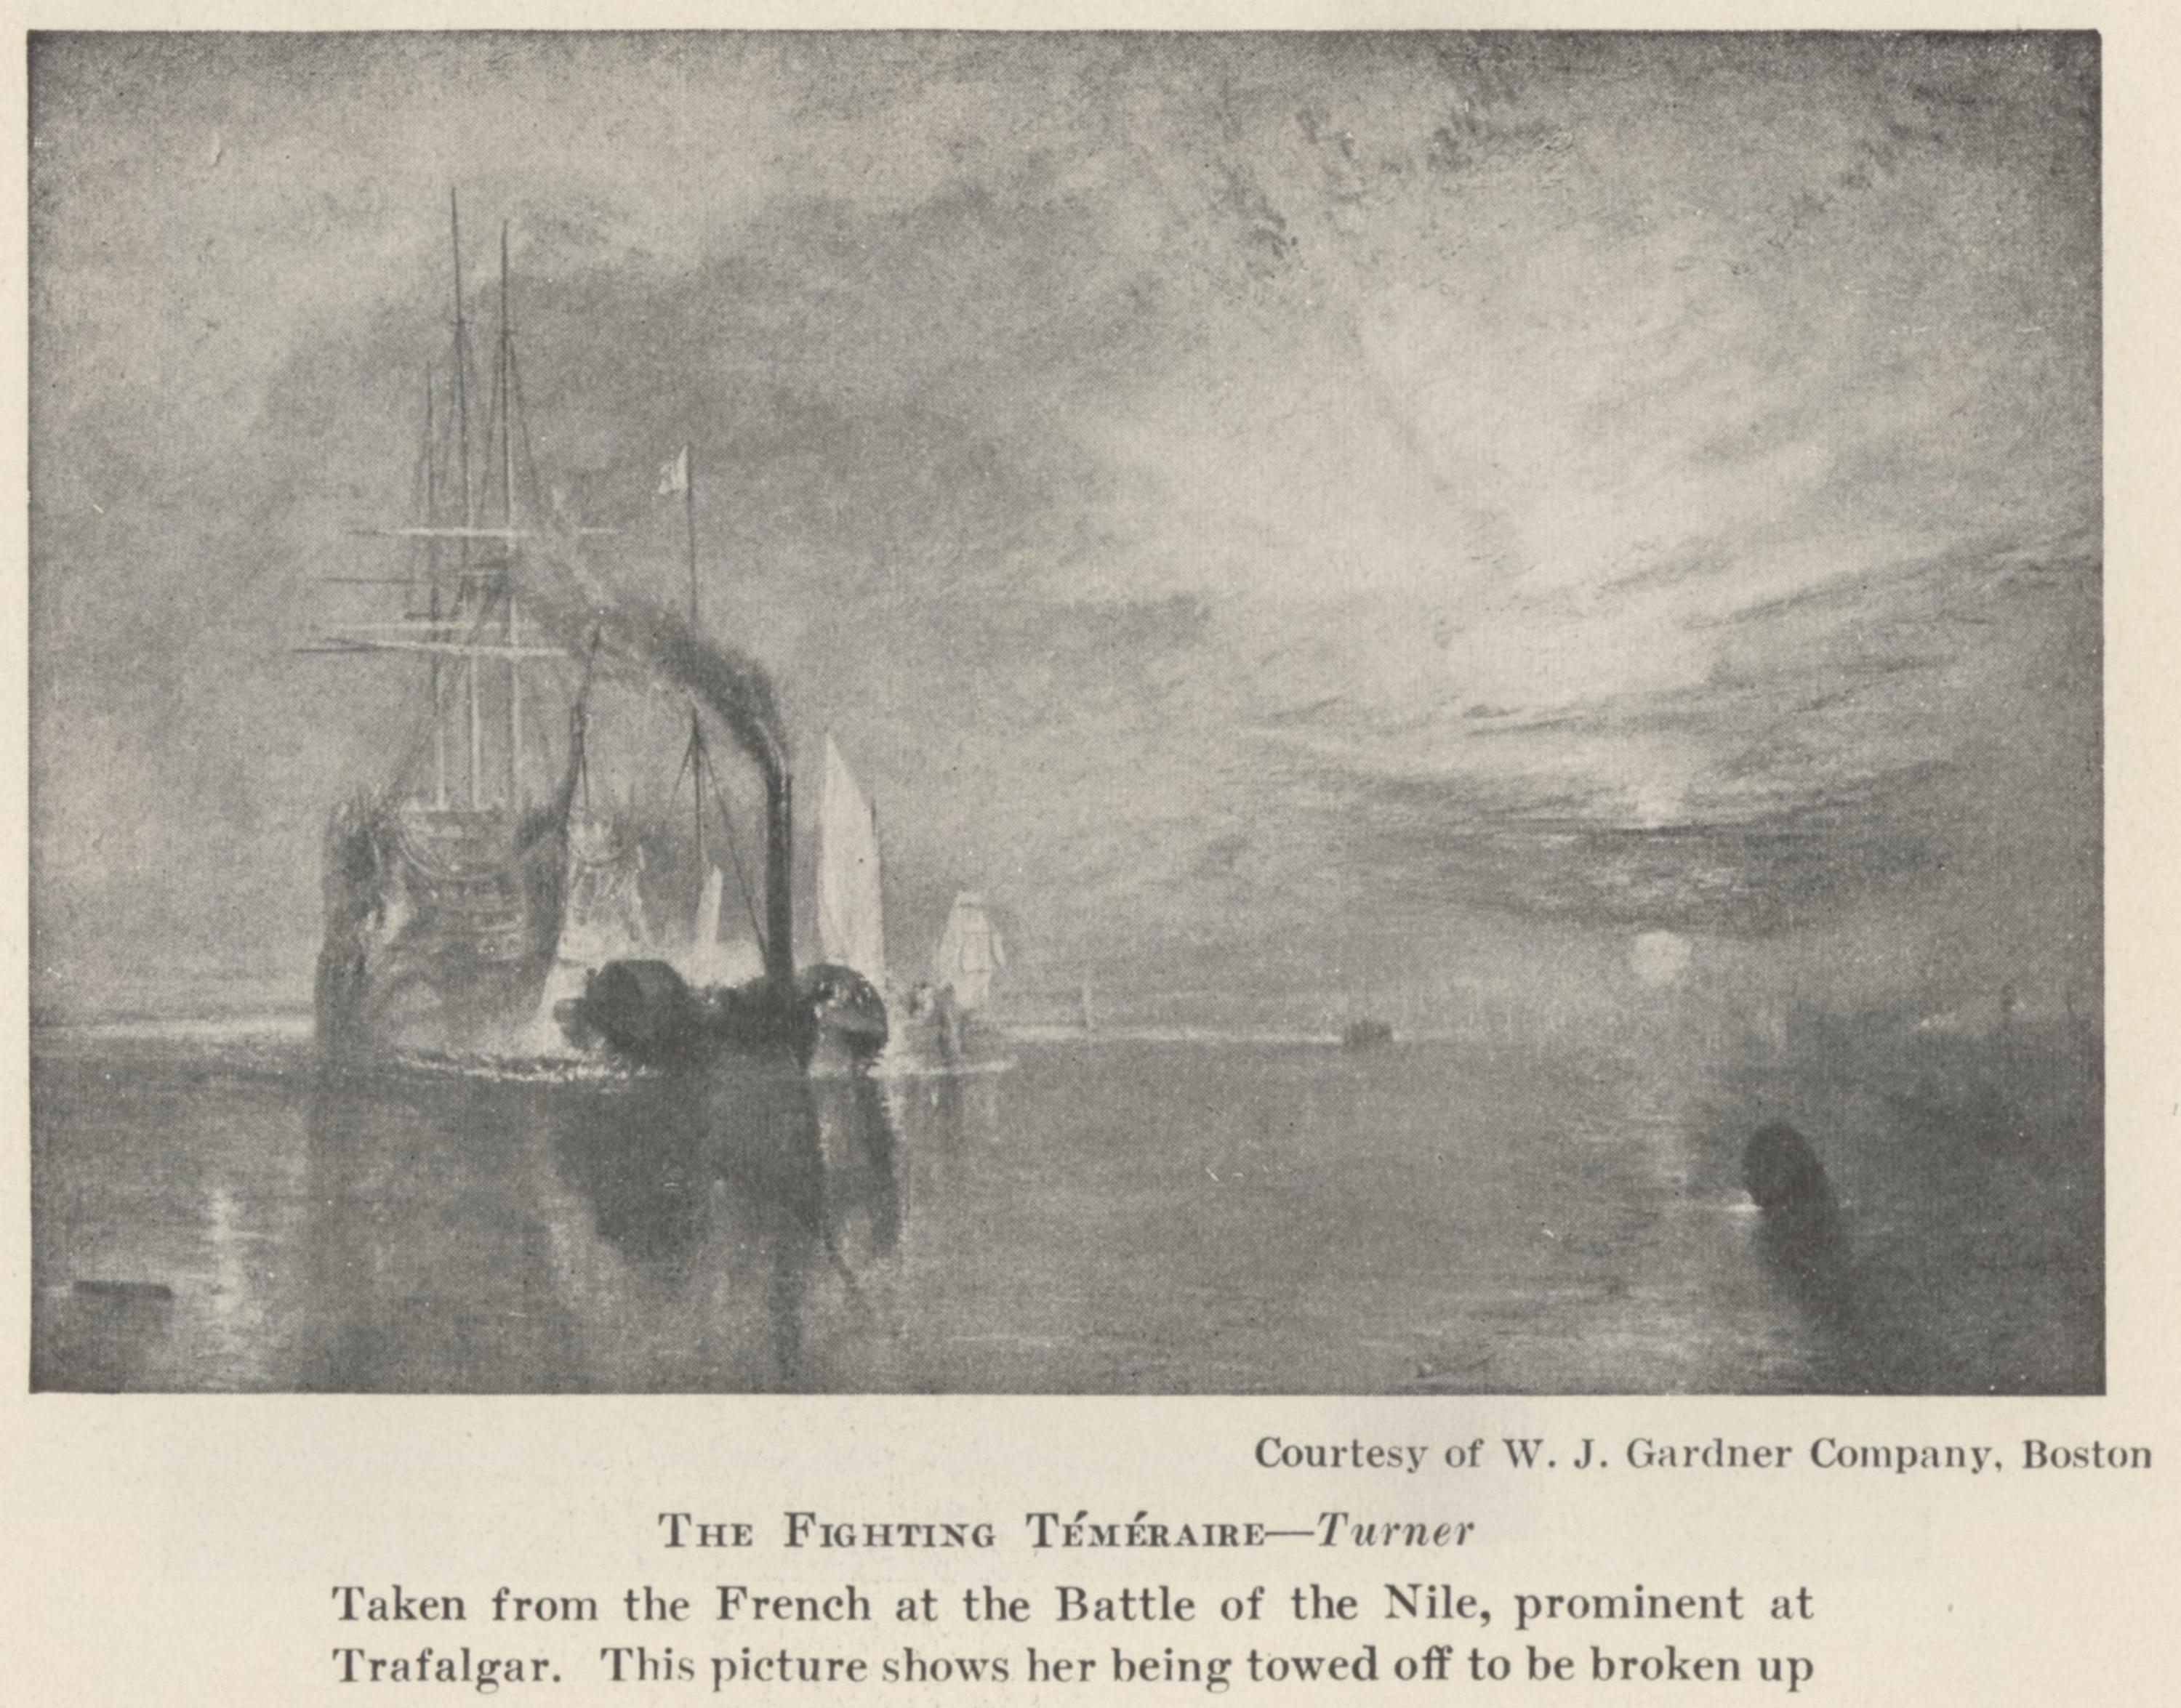 Courtesy of W. J. Gardner Company, Boston
The Fighting Téméraire—Turner
Taken from the French at the Battle of the Nile, prominent at
Trafalgar. This picture shows her being towed off to be broken up